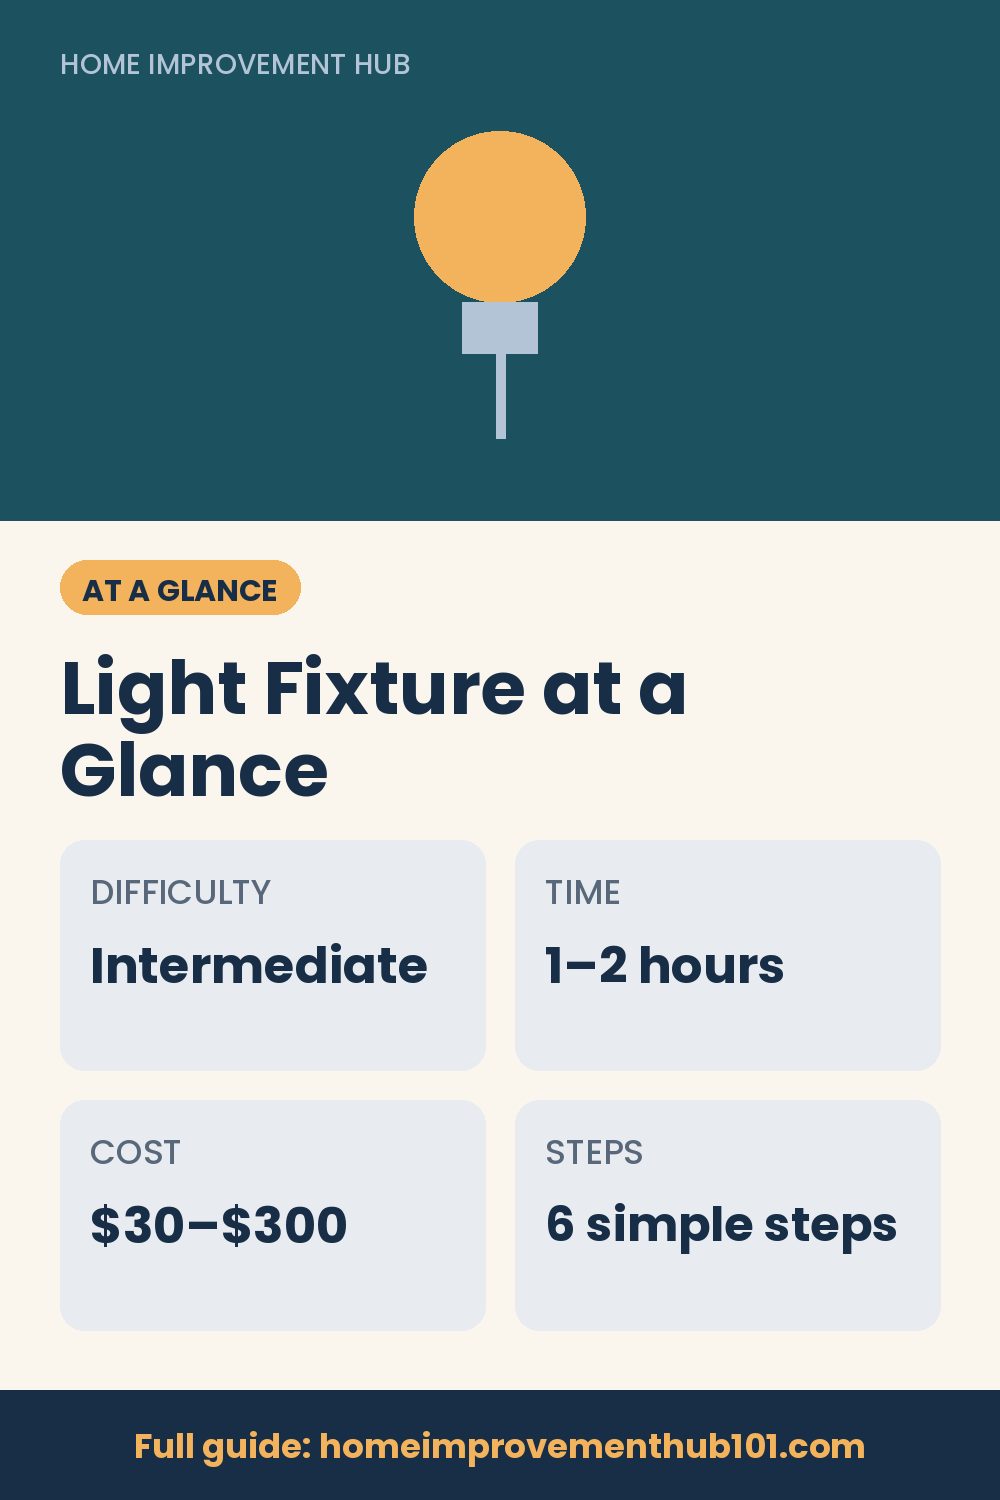 HOME IMPROVEMENT HUB
AT A GLANCE
Light Fixture at a
Glance
DIFFICULTY
Intermediate
TIME
1–2 hours
COST
$30–$300
STEPS
6 simple steps
Full guide: homeimprovementhub101.com